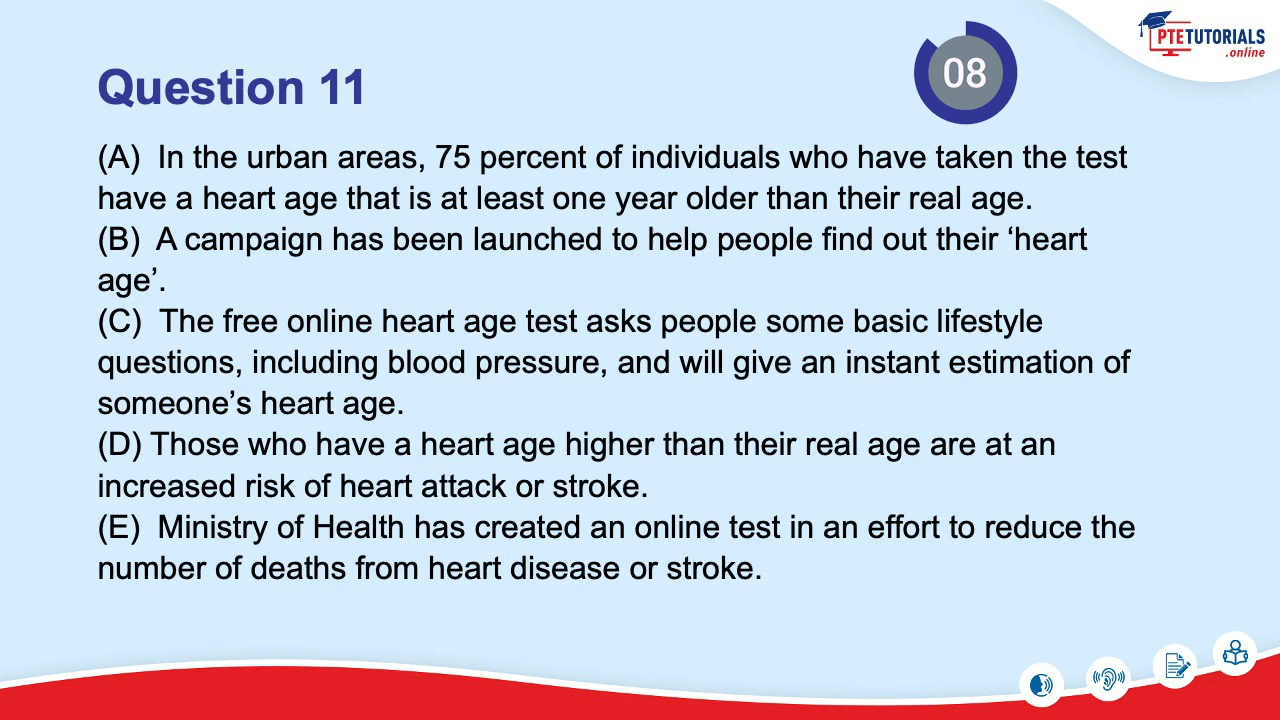 PTETUTORIALS
.online
08
Question 11
(A) In the urban areas, 75 percent of individuals who have taken the test
have a heart age that is at least one year older than their real age.
(B) A campaign has been launched to help people find out their ‘heart
age’.
(C) The free online heart age test asks people some basic lifestyle
questions, including blood pressure, and will give an instant estimation of
someone’s heart age.
(D) Those who have a heart age higher than their real age are at an
increased risk of heart attack or stroke.
(E) Ministry of Health has created an online test in an effort to reduce the
number of deaths from heart disease or stroke.